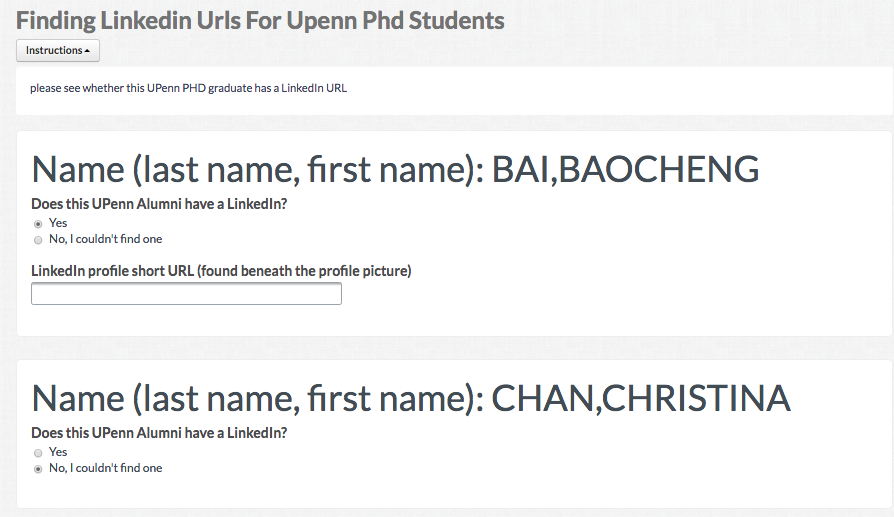 Finding Linkedin Urls For Upenn Phd Students
Instructions
please see whether this UPenn PHD graduate has a LinkedIn URL
Name (last name, first name): BAI,BAOCHENG
Does this UPenn Alumni have a LinkedIn?
Yes
No, I couldn't find one
LinkedIn profile short URL (found beneath the profile picture)
Name (last name, first name): CHAN,CHRISTINA
Does this UPenn Alumni have a LinkedIn?
Yes
No, I couldn't find one